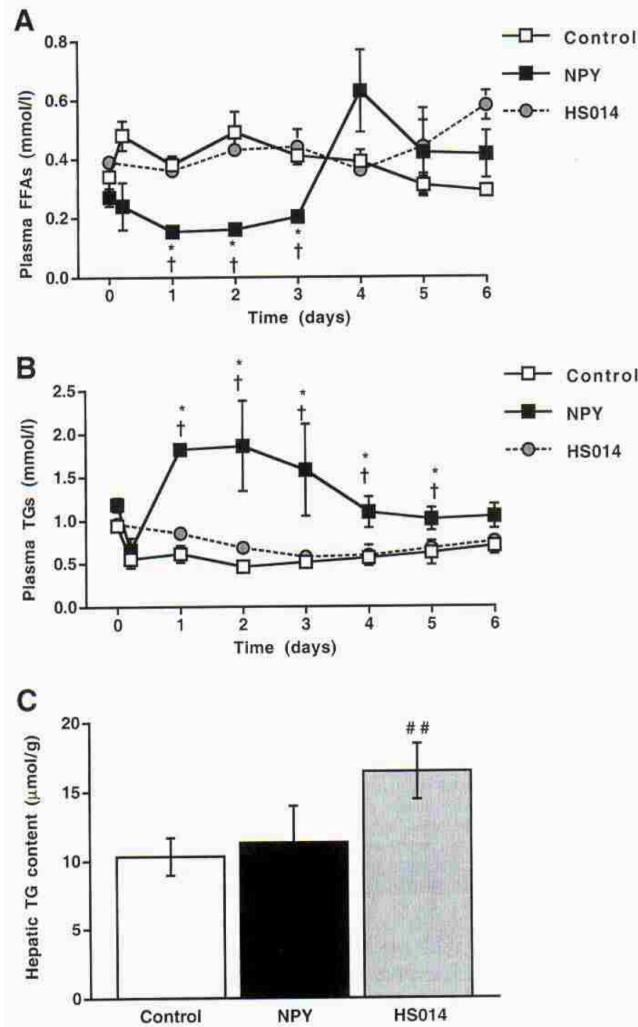 A
Plasma FFAs (mmol/l)
0.8
0.6
0.4
0.2
0.0
* * *
† † †
0 1 2 3 4 5 6
Time (days)
Control
NPY
HS014
B
Plasma TGs (mmol/l)
2.5
2.0
1.5
1.0
0.5
0.0
* * * * *
† † † † †
0 1 2 3 4 5 6
Time (days)
Control
NPY
HS014
C
Hepatic TG content (μmol/g)
20
15
10
5
0
##
Control NPY HS014